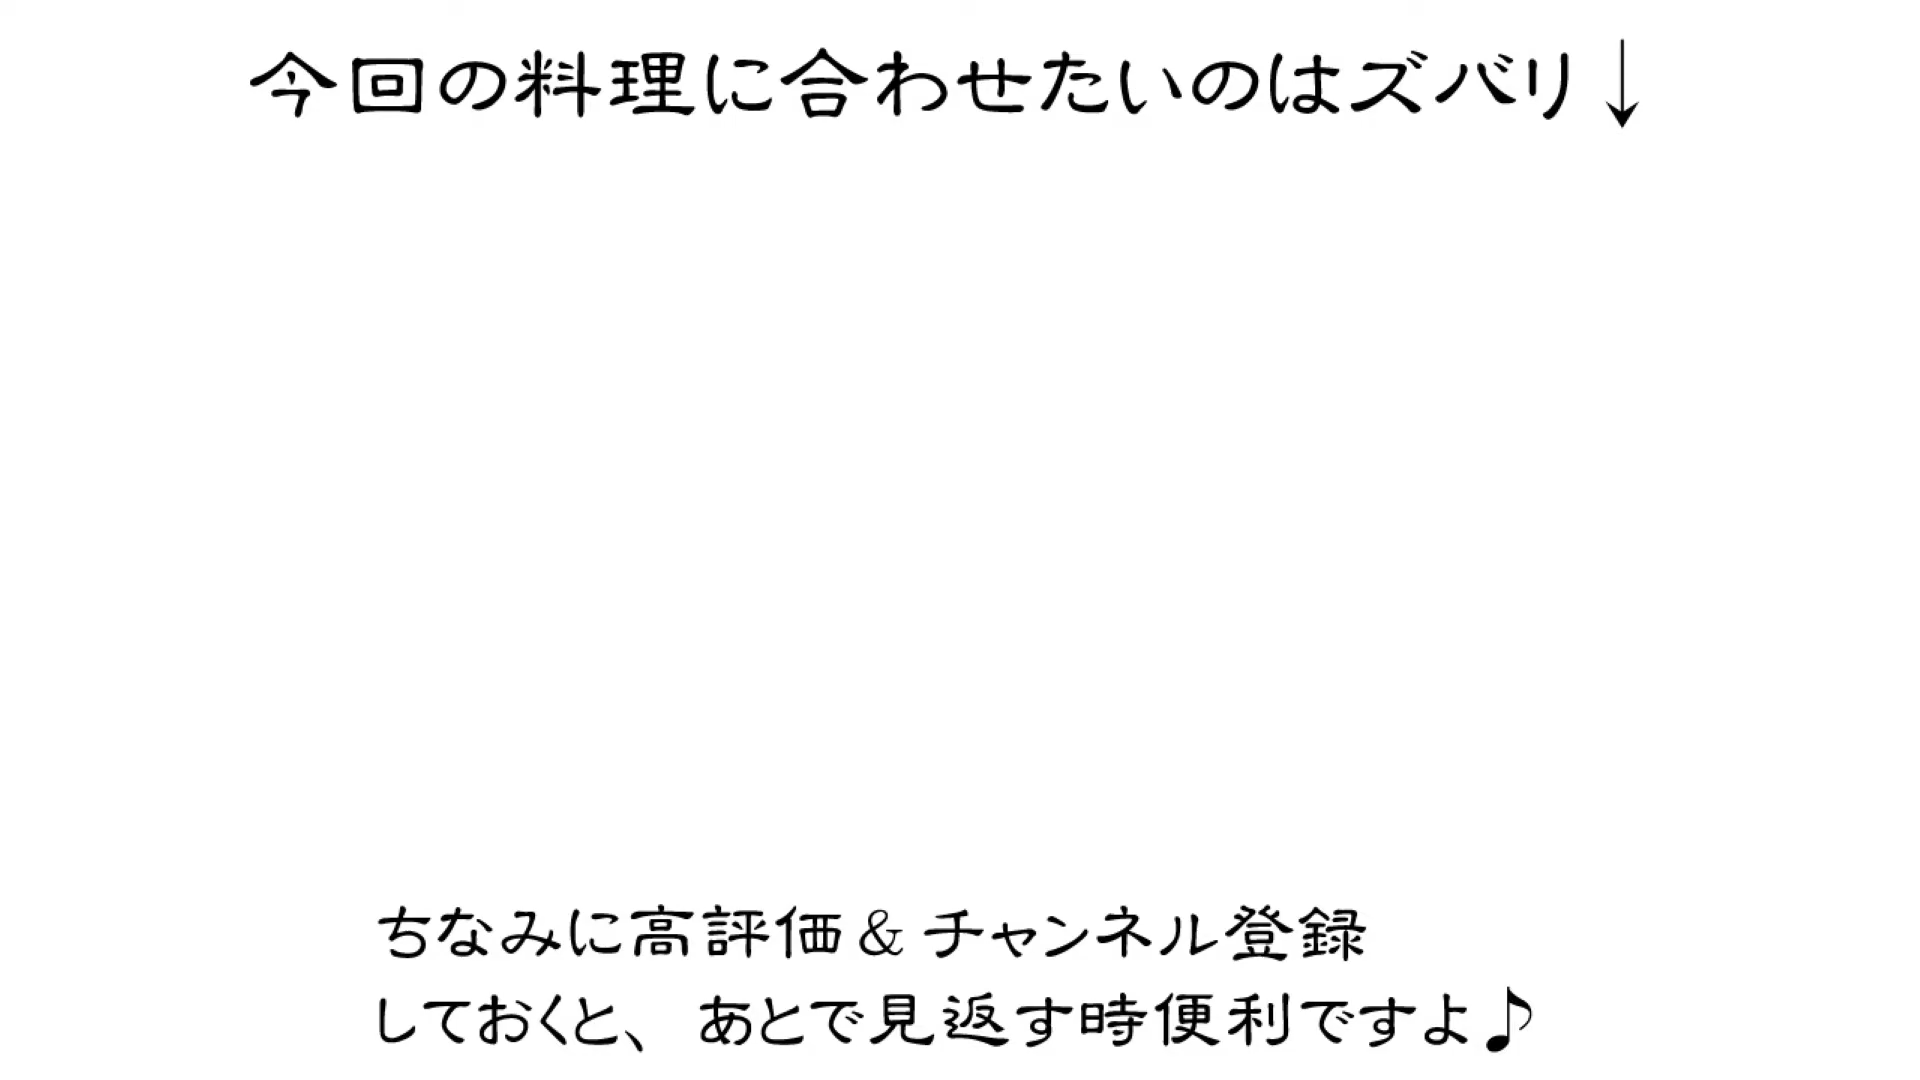 今回の料理に合わせたいのはズバリ↓
ちなみに高評価＆チャンネル登録
しておくと、あとで見返す時便利ですよ♪